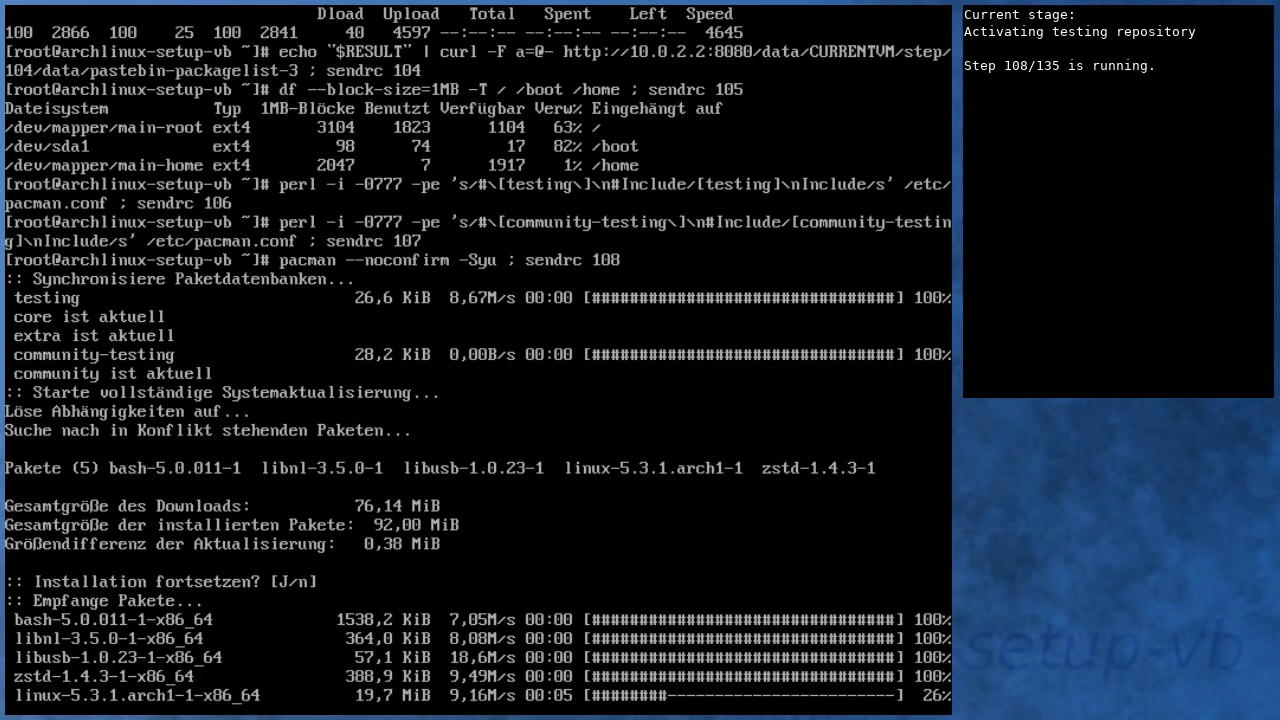 Dload  Upload   Total   Spent    Left  Speed
100  2866  100    25  100  2841     40   4597 --:--:-- --:--:-- --:--:--  4645
[root@archlinux-setup-vb ~]# echo "$RESULT" | curl -F a=@- http://10.0.2.2:8080/data/CURRENTVM/step/
104/data/pastebin-packagelist-3 ; sendrc 104
[root@archlinux-setup-vb ~]# df --block-size=1MB -T / /boot /home ; sendrc 105
Dateisystem           Typ  1MB-Blöcke Benutzt Verfügbar Verw% Eingehängt auf
/dev/mapper/main-root ext4       3104    1823      1104   63% /
/dev/sda1             ext4         98      74        17   82% /boot
/dev/mapper/main-home ext4       2047       7      1917    1% /home
[root@archlinux-setup-vb ~]# perl -i -0777 -pe 's/#\[testing\]\n#Include/[testing]\nInclude/s' /etc/
pacman.conf ; sendrc 106
[root@archlinux-setup-vb ~]# perl -i -0777 -pe 's/#\[community-testing\]\n#Include/[community-testin
g]\nInclude/s' /etc/pacman.conf ; sendrc 107
[root@archlinux-setup-vb ~]# pacman --noconfirm -Syu ; sendrc 108
:: Synchronisiere Paketdatenbanken...
 testing                             26,6 KiB  8,67M/s 00:00 [################################] 100%
 core ist aktuell
 extra ist aktuell
 community-testing                   28,2 KiB  0,00B/s 00:00 [################################] 100%
 community ist aktuell
:: Starte vollständige Systemaktualisierung...
Löse Abhängigkeiten auf...
Suche nach in Konflikt stehenden Paketen...
Pakete (5) bash-5.0.011-1  libnl-3.5.0-1  libusb-1.0.23-1  linux-5.3.1.arch1-1  zstd-1.4.3-1
Gesamtgröße des Downloads:           76,14 MiB
Gesamtgröße der installierten Pakete:  92,00 MiB
Größendifferenz der Aktualisierung:   0,38 MiB
:: Installation fortsetzen? [J/n]
:: Empfange Pakete...
 bash-5.0.011-1-x86_64             1538,2 KiB  7,05M/s 00:00 [################################] 100%
 libnl-3.5.0-1-x86_64               364,0 KiB  8,08M/s 00:00 [################################] 100%
 libusb-1.0.23-1-x86_64              57,1 KiB  18,6M/s 00:00 [################################] 100%
 zstd-1.4.3-1-x86_64                388,9 KiB  9,49M/s 00:00 [################################] 100%
 linux-5.3.1.arch1-1-x86_64          19,7 MiB  9,16M/s 00:05 [########------------------------]  26%
Current stage:
Activating testing repository
Step 108/135 is running.
setup-vb